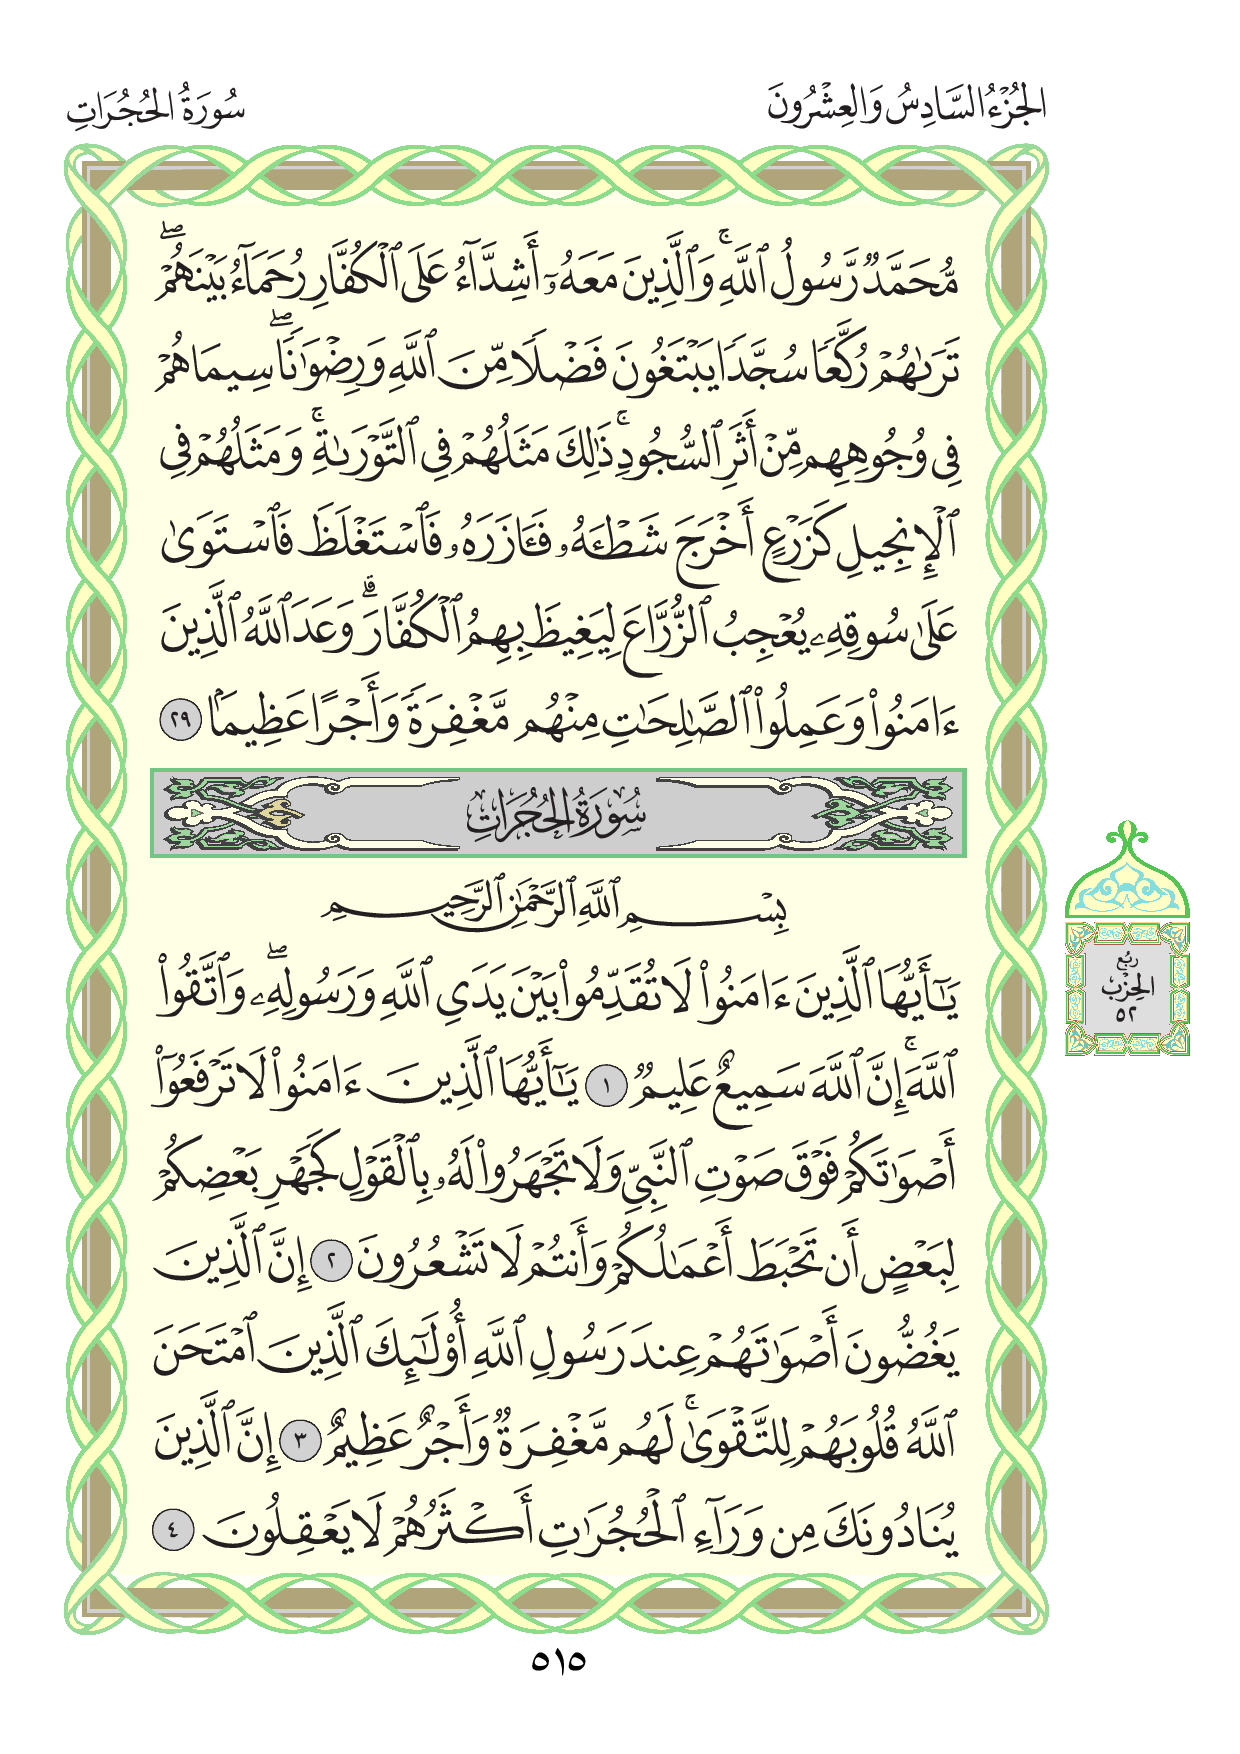 الجُزْءُ السَّادِسُ وَالعِشْرُونَ
سُورَةُ الحُجُرَاتِ
مُّحَمَّدٌ رَّسُولُ ٱللَّهِۚ وَٱلَّذِينَ مَعَهُۥٓ أَشِدَّآءُ عَلَى ٱلۡكُفَّارِ رُحَمَآءُ بَيۡنَهُمۡۖ
تَرَىٰهُمۡ رُكَّعٗا سُجَّدٗا يَبۡتَغُونَ فَضۡلٗا مِّنَ ٱللَّهِ وَرِضۡوَٰنٗاۖ سِيمَاهُمۡ
فِي وُجُوهِهِم مِّنۡ أَثَرِ ٱلسُّجُودِۚ ذَٰلِكَ مَثَلُهُمۡ فِي ٱلتَّوۡرَىٰةِۚ وَمَثَلُهُمۡ فِي
ٱلۡإِنجِيلِ كَزَرۡعٍ أَخۡرَجَ شَطۡـَٔهُۥ فَـَٔازَرَهُۥ فَٱسۡتَغۡلَظَ فَٱسۡتَوَىٰ
عَلَىٰ سُوقِهِۦ يُعۡجِبُ ٱلزُّرَّاعَ لِيَغِيظَ بِهِمُ ٱلۡكُفَّارَۗ وَعَدَ ٱللَّهُ ٱلَّذِينَ
ءَامَنُواْ وَعَمِلُواْ ٱلصَّٰلِحَٰتِ مِنۡهُم مَّغۡفِرَةٗ وَأَجۡرًا عَظِيمَۢا ٢٩
سُورَةُ الحُجُرَاتِ
بِسۡمِ ٱللَّهِ ٱلرَّحۡمَٰنِ ٱلرَّحِيمِ
يَٰٓأَيُّهَا ٱلَّذِينَ ءَامَنُواْ لَا تُقَدِّمُواْ بَيۡنَ يَدَيِ ٱللَّهِ وَرَسُولِهِۦۖ وَٱتَّقُواْ
ٱللَّهَۚ إِنَّ ٱللَّهَ سَمِيعٌ عَلِيمٞ ١ يَٰٓأَيُّهَا ٱلَّذِينَ ءَامَنُواْ لَا تَرۡفَعُوٓاْ
أَصۡوَٰتَكُمۡ فَوۡقَ صَوۡتِ ٱلنَّبِيِّ وَلَا تَجۡهَرُواْ لَهُۥ بِٱلۡقَوۡلِ كَجَهۡرِ بَعۡضِكُمۡ
لِبَعۡضٍ أَن تَحۡبَطَ أَعۡمَٰلُكُمۡ وَأَنتُمۡ لَا تَشۡعُرُونَ ٢ إِنَّ ٱلَّذِينَ
يَغُضُّونَ أَصۡوَٰتَهُمۡ عِندَ رَسُولِ ٱللَّهِ أُوْلَٰٓئِكَ ٱلَّذِينَ ٱمۡتَحَنَ
ٱللَّهُ قُلُوبَهُمۡ لِلتَّقۡوَىٰۚ لَهُم مَّغۡفِرَةٞ وَأَجۡرٌ عَظِيمٌ ٣ إِنَّ ٱلَّذِينَ
يُنَادُونَكَ مِن وَرَآءِ ٱلۡحُجُرَٰتِ أَكۡثَرُهُمۡ لَا يَعۡقِلُونَ ٤
رُبُع
الحِزْب
٥٢
٥١٥